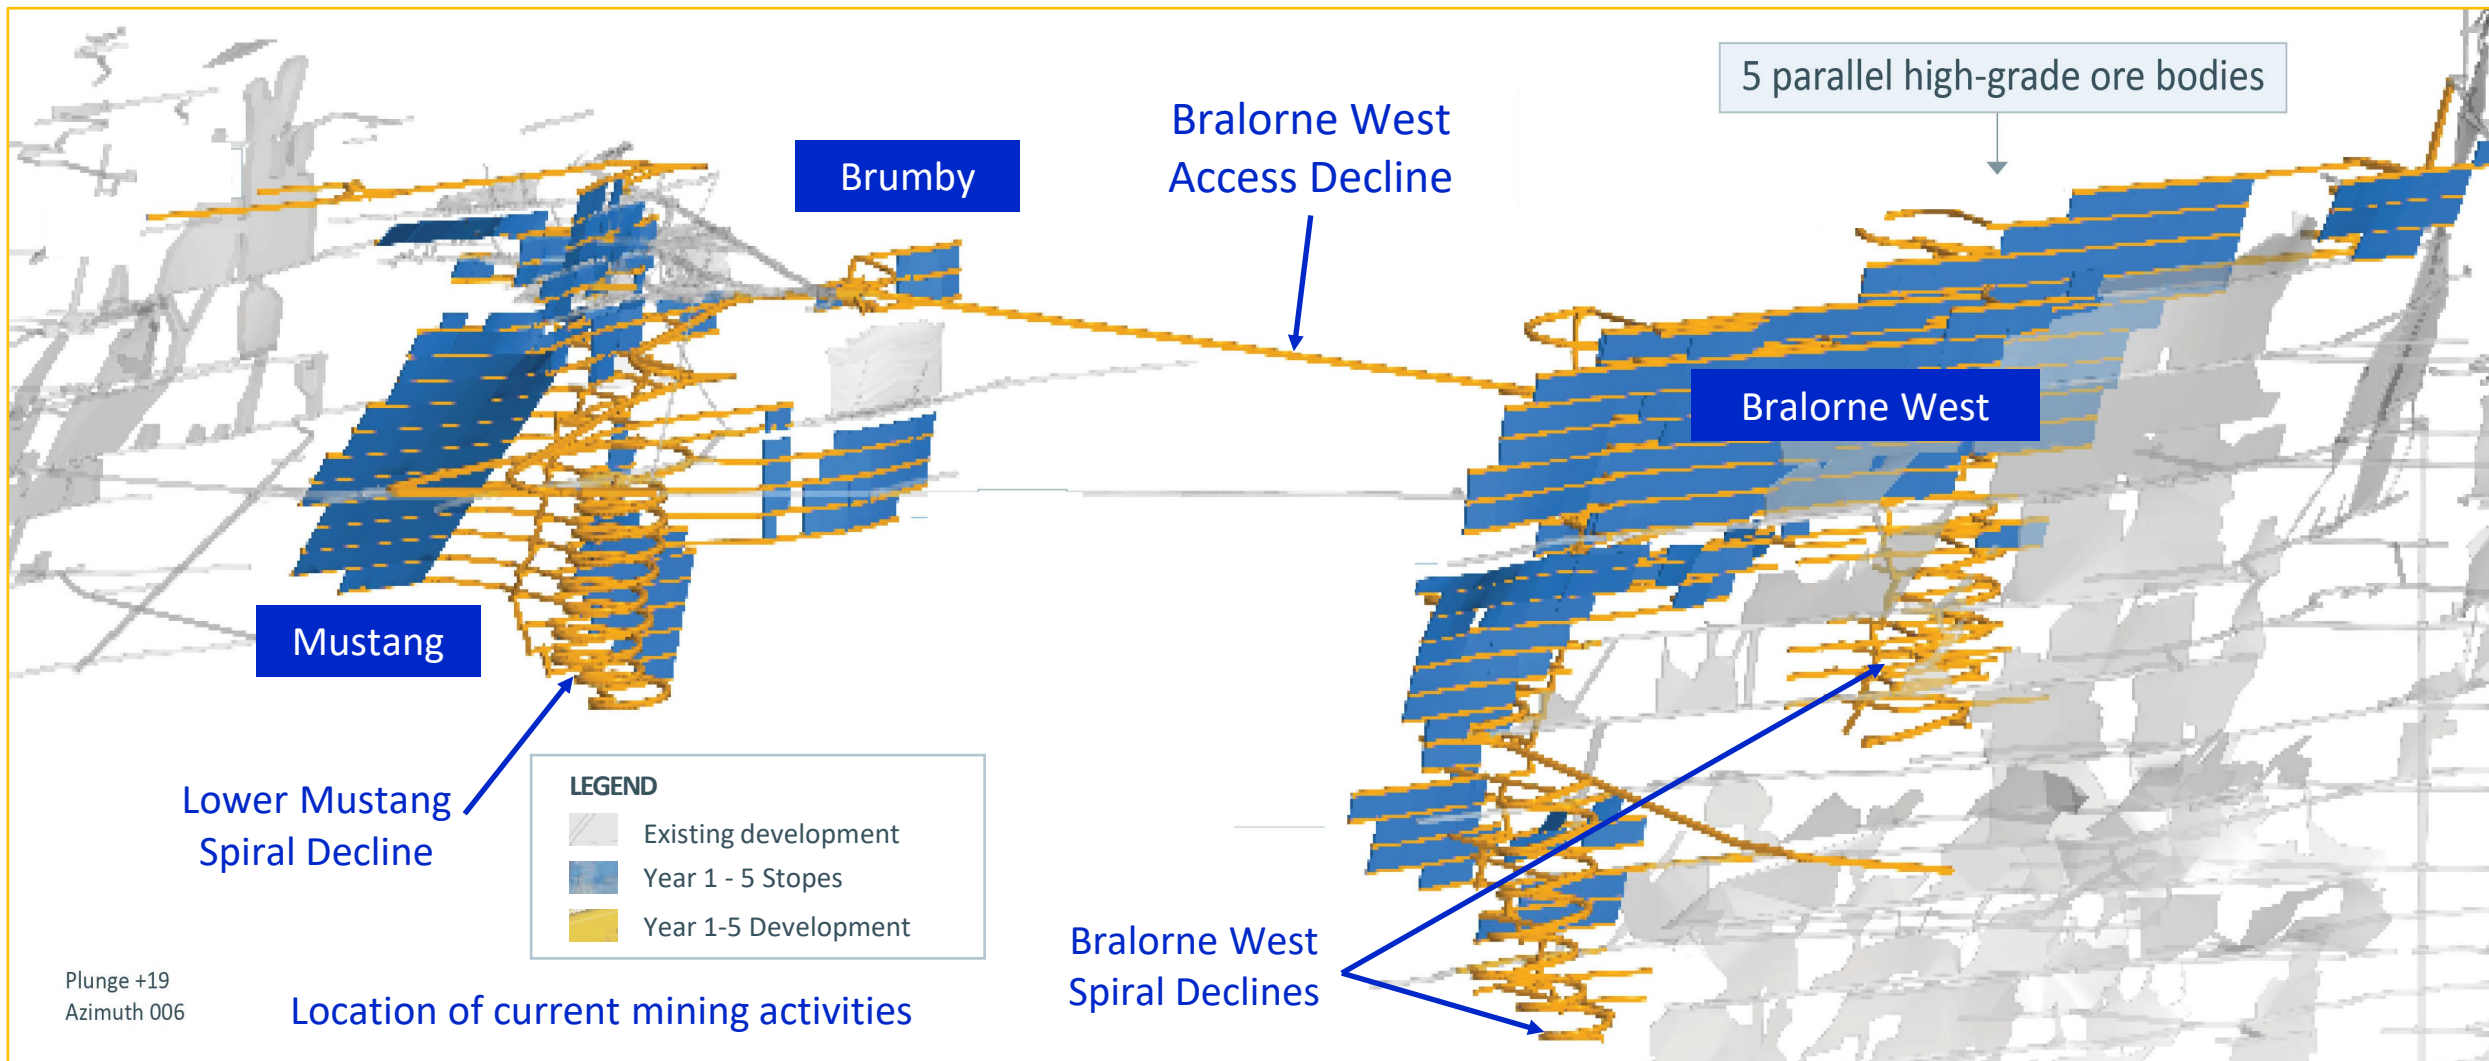 5 parallel high-grade ore bodies
Bralorne West
Access Decline
Brumby
Bralorne West
Mustang
Lower Mustang
Spiral Decline
LEGEND
Existing development
Year 1 - 5 Stopes
Year 1-5 Development
Bralorne West
Spiral Declines
Plunge +19
Azimuth 006
Location of current mining activities